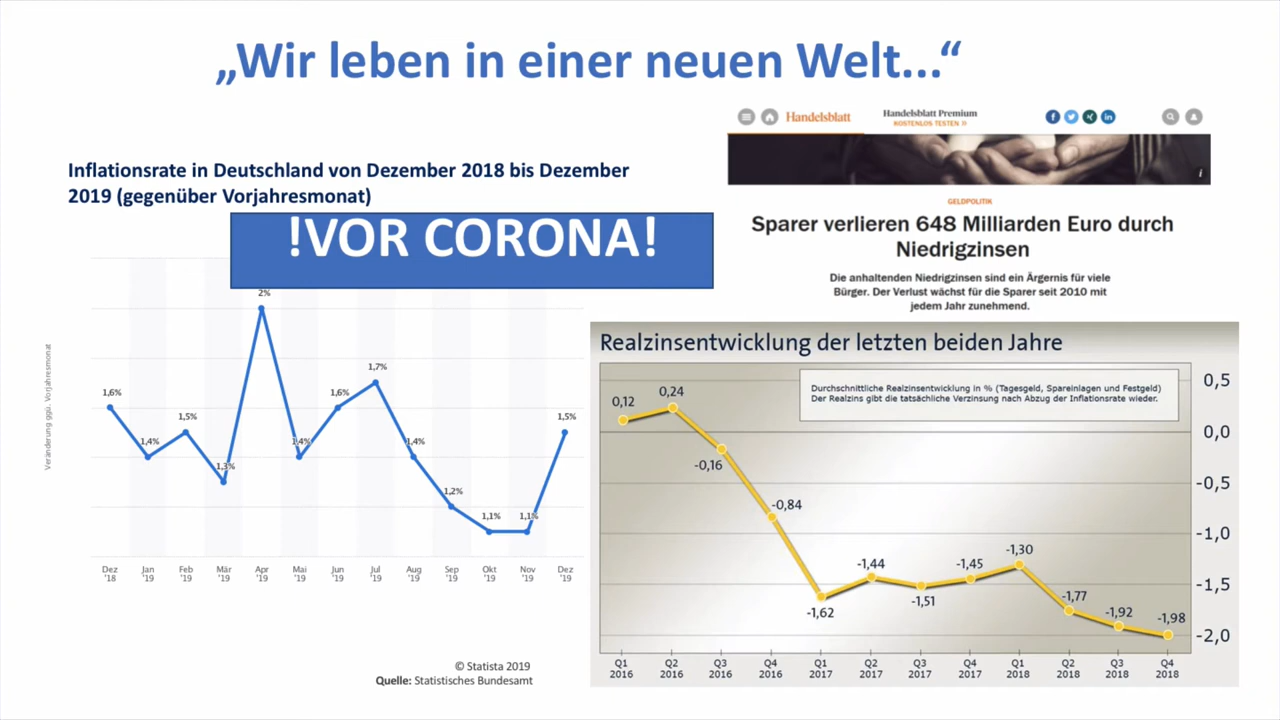 „Wir leben in einer neuen Welt...“
Inflationsrate in Deutschland von Dezember 2018 bis Dezember
2019 (gegenüber Vorjahresmonat)
!VOR CORONA!
Veränderung ggü. Vorjahresmonat
1,6%
1,4%
1,5%
1,3%
2%
1,4%
1,6%
1,7%
1,4%
1,2%
1,1%
1,1%
1,5%
Dez Jan Feb Mär Apr Mai Jun Jul Aug Sep Okt Nov Dez
'18 '19 '19 '19 '19 '19 '19 '19 '19 '19 '19 '19 '19
© Statista 2019
Quelle: Statistisches Bundesamt
Handelsblatt
Handelsblatt Premium
KOSTENLOS TESTEN »
i
GELDPOLITIK
Sparer verlieren 648 Milliarden Euro durch
Niedrigzinsen
Die anhaltenden Niedrigzinsen sind ein Ärgernis für viele
Bürger. Der Verlust wächst für die Sparer seit 2010 mit
jedem Jahr zunehmend.
Realzinsentwicklung der letzten beiden Jahre
Durchschnittliche Realzinsentwicklung in % (Tagesgeld, Spareinlagen und Festgeld)
Der Realzins gibt die tatsächliche Verzinsung nach Abzug der Inflationsrate wieder.
0,12
0,24
-0,16
-0,84
-1,62
-1,44
-1,51
-1,45
-1,30
-1,77
-1,92
-1,98
0,5
0,0
-0,5
-1,0
-1,5
-2,0
Q1 Q2 Q3 Q4 Q1 Q2 Q3 Q4 Q1 Q2 Q3 Q4
2016 2016 2016 2016 2017 2017 2017 2017 2018 2018 2018 2018